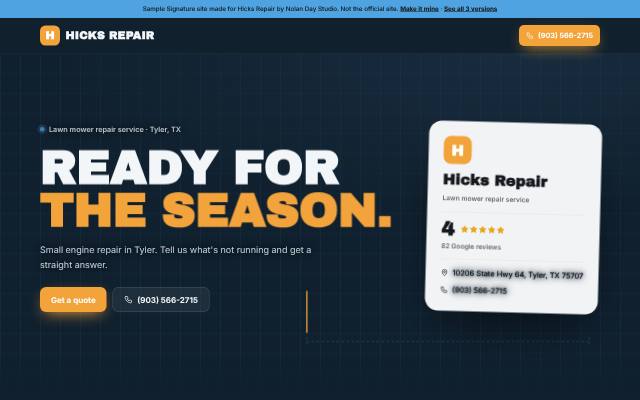 Sample Signature site made for Hicks Repair by Nolan Day Studio. Not the official site. Make it mine · See all 3 versions
H HICKS REPAIR
(903) 566-2715
Lawn mower repair service · Tyler, TX
READY FOR
THE SEASON.
Small engine repair in Tyler. Tell us what's not running and get a
straight answer.
Get a quote
(903) 566-2715
H
Hicks Repair
Lawn mower repair service
4 ★★★★★
82 Google reviews
10206 State Hwy 64, Tyler, TX 75707
(903) 566-2715